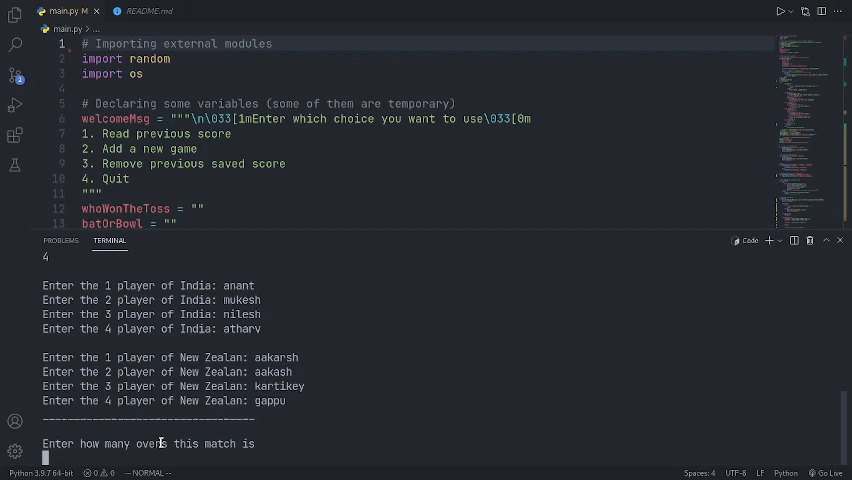 main.py M
README.md
main.py > ...
1 # Importing external modules
2 import random
3 import os
4
5 # Declaring some variables (some of them are temporary)
6 welcomeMsg = """\n\033[1mEnter which choice you want to use\033[0m
7 1. Read previous score
8 2. Add a new game
9 3. Remove previous saved score
10 4. Quit
11 """
12 whoWonTheToss = ""
13 batOrBowl = ""
2
PROBLEMS TERMINAL Code
4
Enter the 1 player of India: anant
Enter the 2 player of India: mukesh
Enter the 3 player of India: nilesh
Enter the 4 player of India: atharv
Enter the 1 player of New Zealan: aakarsh
Enter the 2 player of New Zealan: aakash
Enter the 3 player of New Zealan: kartikey
Enter the 4 player of New Zealan: gappu
Enter how many overs this match is
Python 3.9.7 64-bit 0 0 -- NORMAL -- Spaces: 4 UTF-8 LF Python Go Live